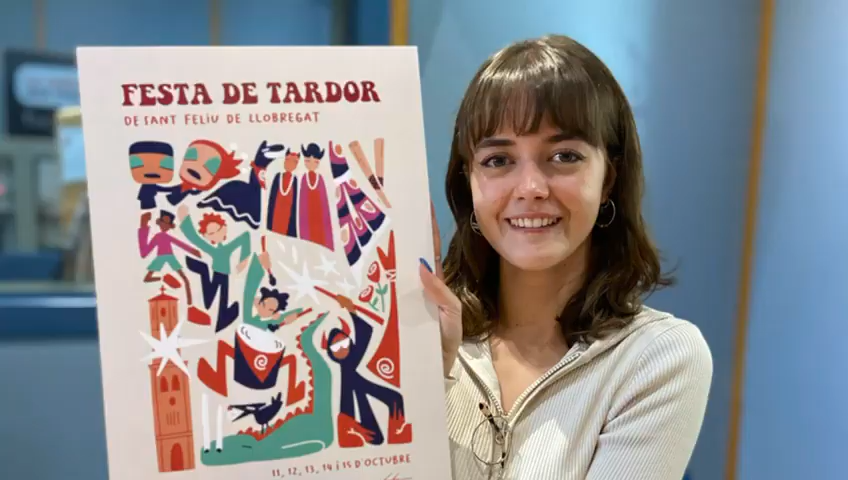 FESTA DE TARDOR
DE SANT FELIU DE LLOBREGAT
11, 12, 13, 14 i 15 D'OCTUBRE